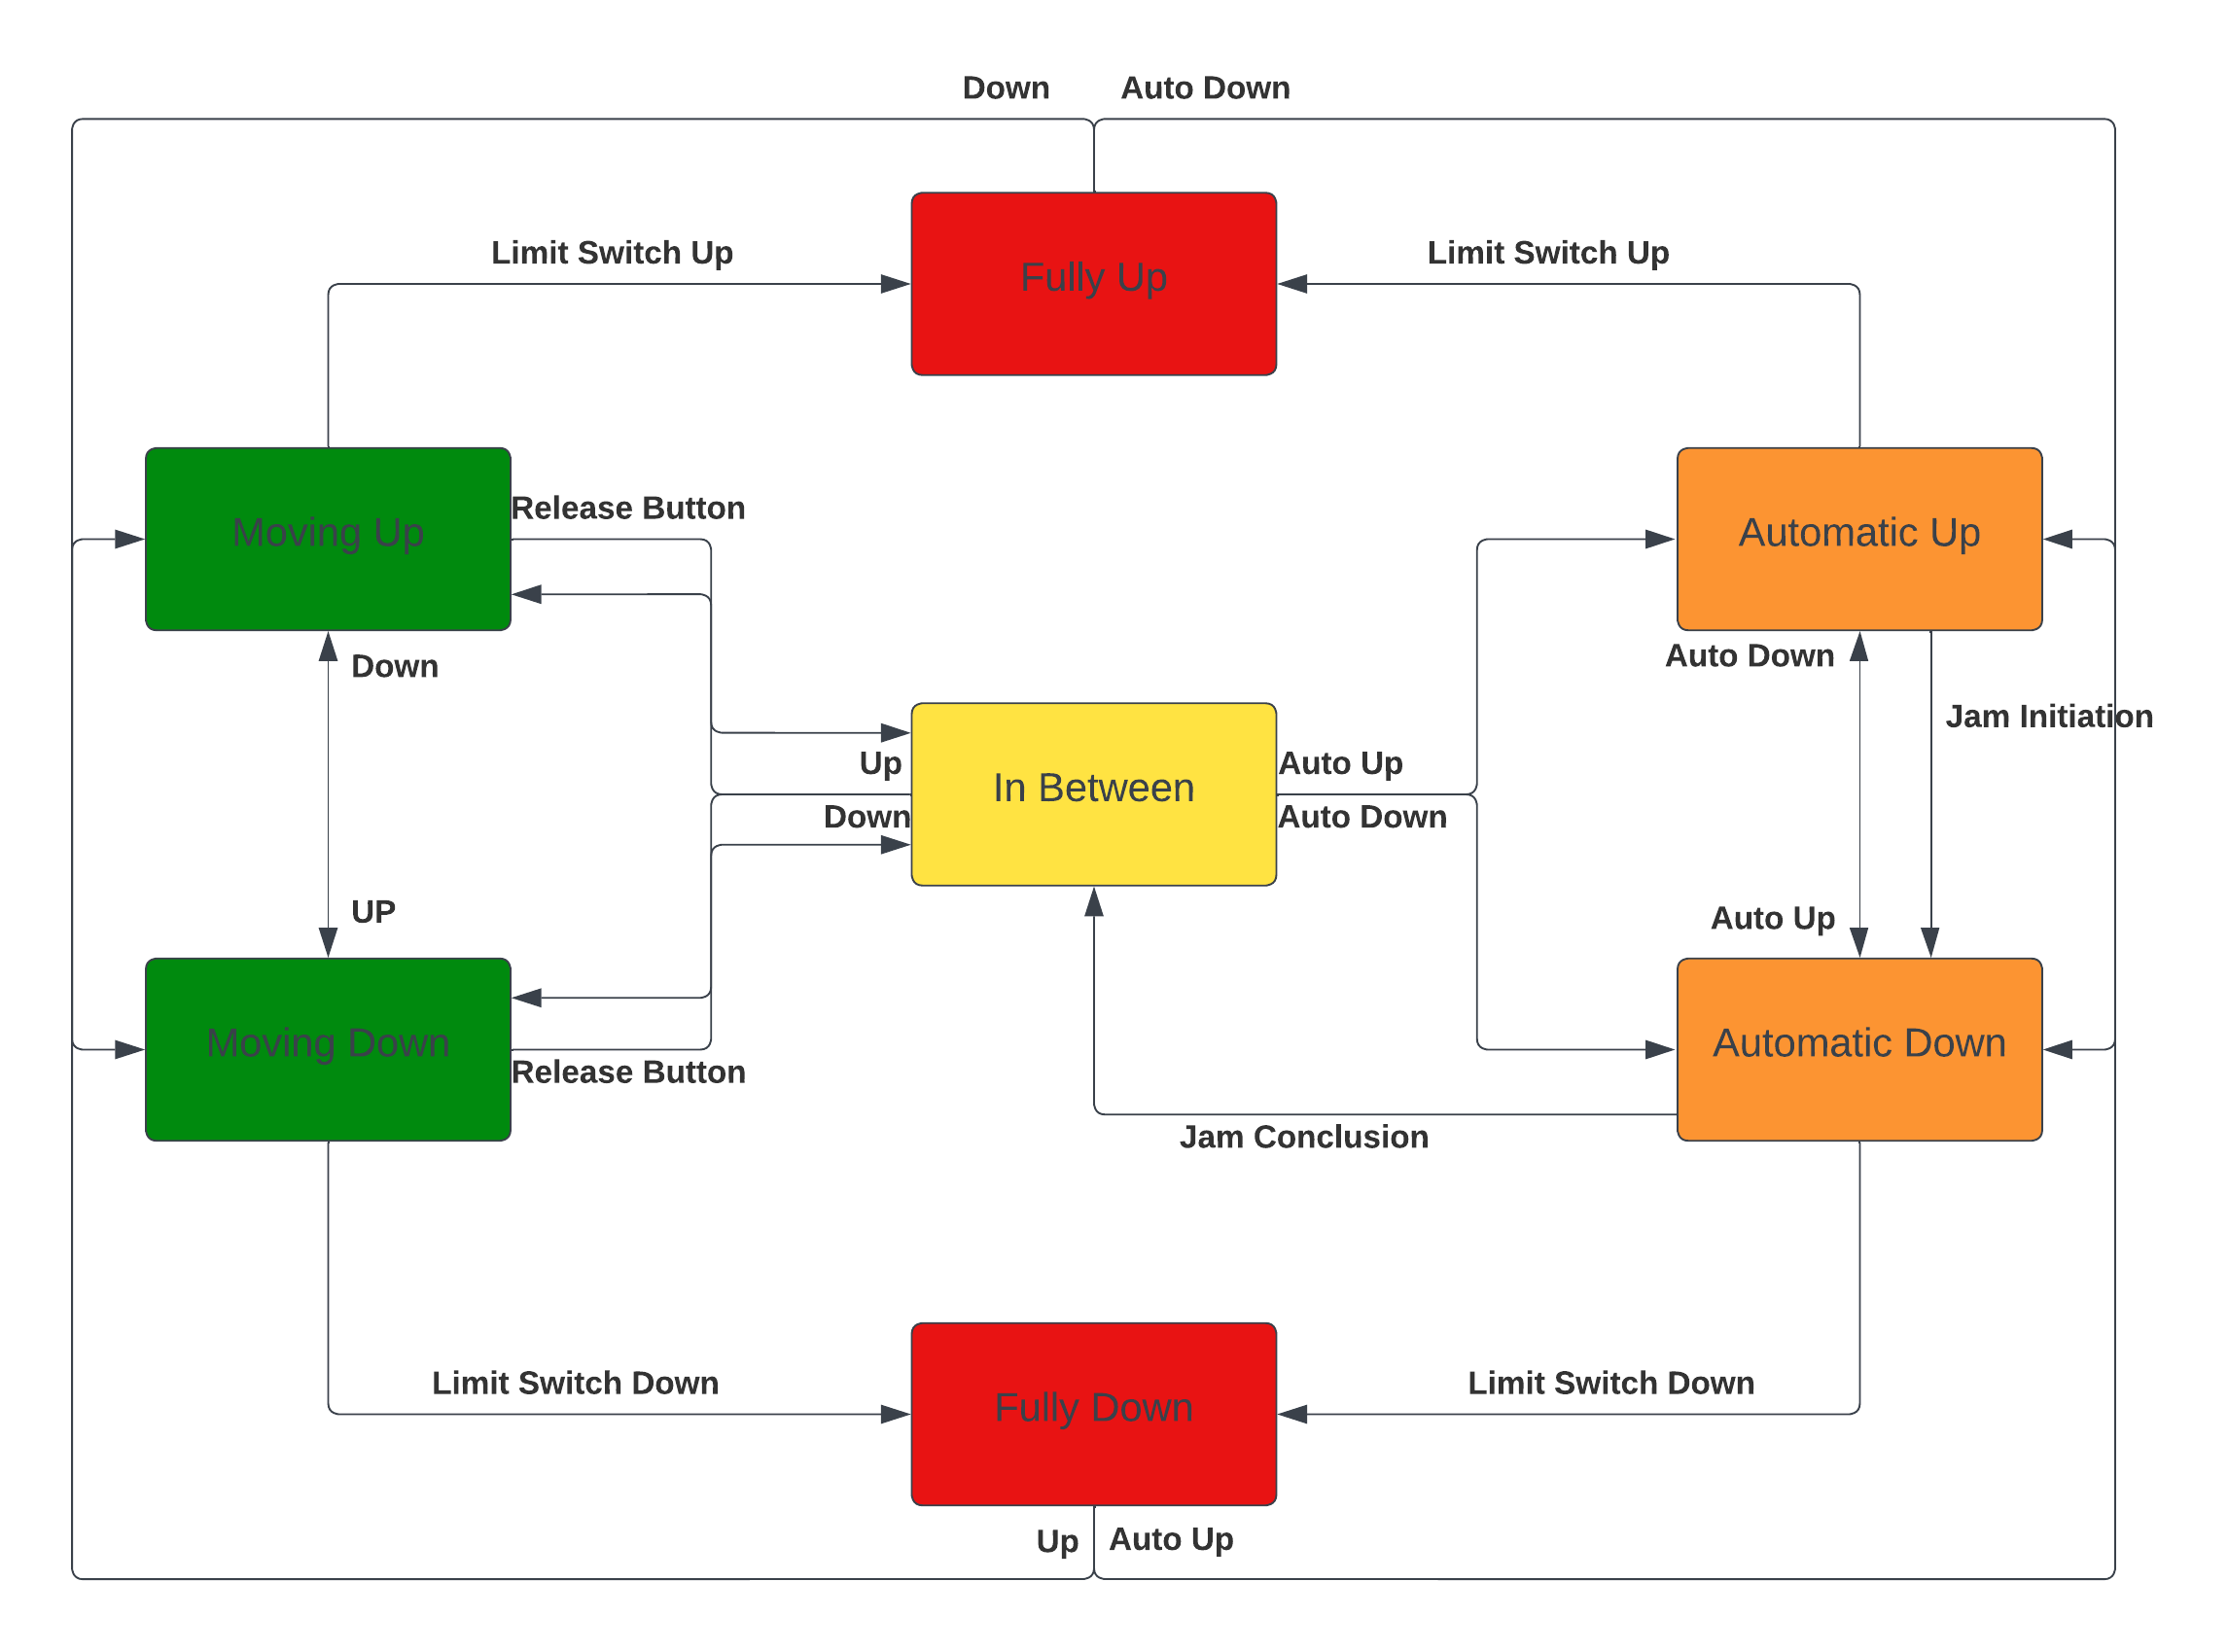 Down
Auto Down
Limit Switch Up
Fully Up
Limit Switch Up
Moving Up
Release Button
Automatic Up
Down
Auto Down
Jam Initiation
Up
In Between
Auto Up
Down
Auto Down
UP
Auto Up
Moving Down
Release Button
Automatic Down
Jam Conclusion
Limit Switch Down
Fully Down
Limit Switch Down
Up
Auto Up